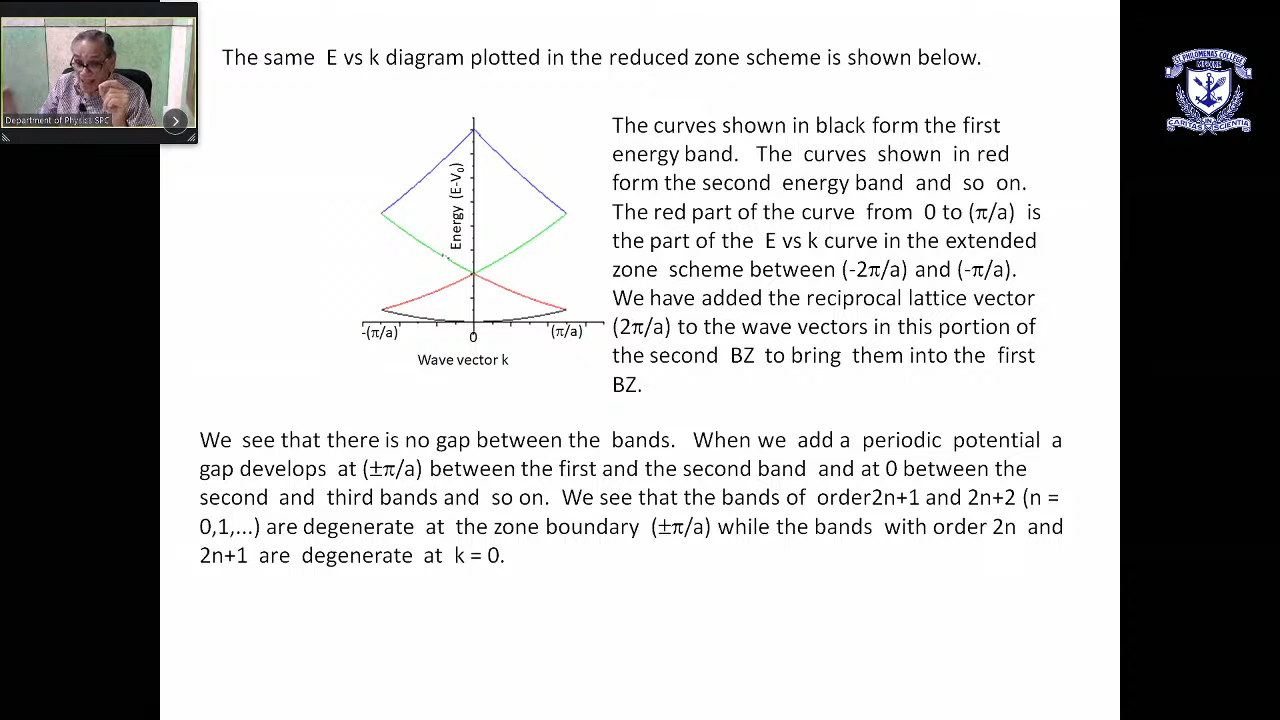 The same E vs k diagram plotted in the reduced zone scheme is shown below.
Department of Physics SPC
ST PHILOMENA'S COLLEGE
MYSORE
CARITAS SCIENTIA
Energy (E-V₀)
-(π/a)
0
(π/a)
Wave vector k
The curves shown in black form the first
energy band. The curves shown in red
form the second energy band and so on.
The red part of the curve from 0 to (π/a) is
the part of the E vs k curve in the extended
zone scheme between (-2π/a) and (-π/a).
We have added the reciprocal lattice vector
(2π/a) to the wave vectors in this portion of
the second BZ to bring them into the first
BZ.
We see that there is no gap between the bands. When we add a periodic potential a
gap develops at (±π/a) between the first and the second band and at 0 between the
second and third bands and so on. We see that the bands of order2n+1 and 2n+2 (n =
0,1,...) are degenerate at the zone boundary (±π/a) while the bands with order 2n and
2n+1 are degenerate at k = 0.